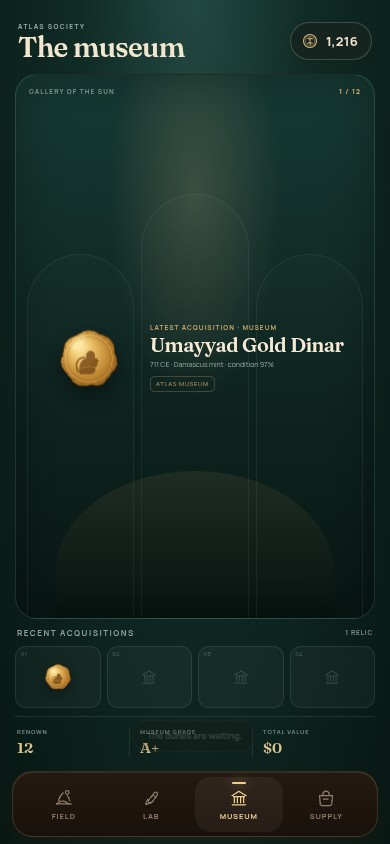 ATLAS SOCIETY
The museum
1,216
GALLERY OF THE SUN
1 / 12
LATEST ACQUISITION · MUSEUM
Umayyad Gold Dinar
711 CE · Damascus mint · condition 97%
ATLAS MUSEUM
RECENT ACQUISITIONS
1 RELIC
01
02
03
04
RENOWN
MUSEUM GRADE
TOTAL VALUE
The dunes are waiting.
12
A+
$0
FIELD
LAB
MUSEUM
SUPPLY